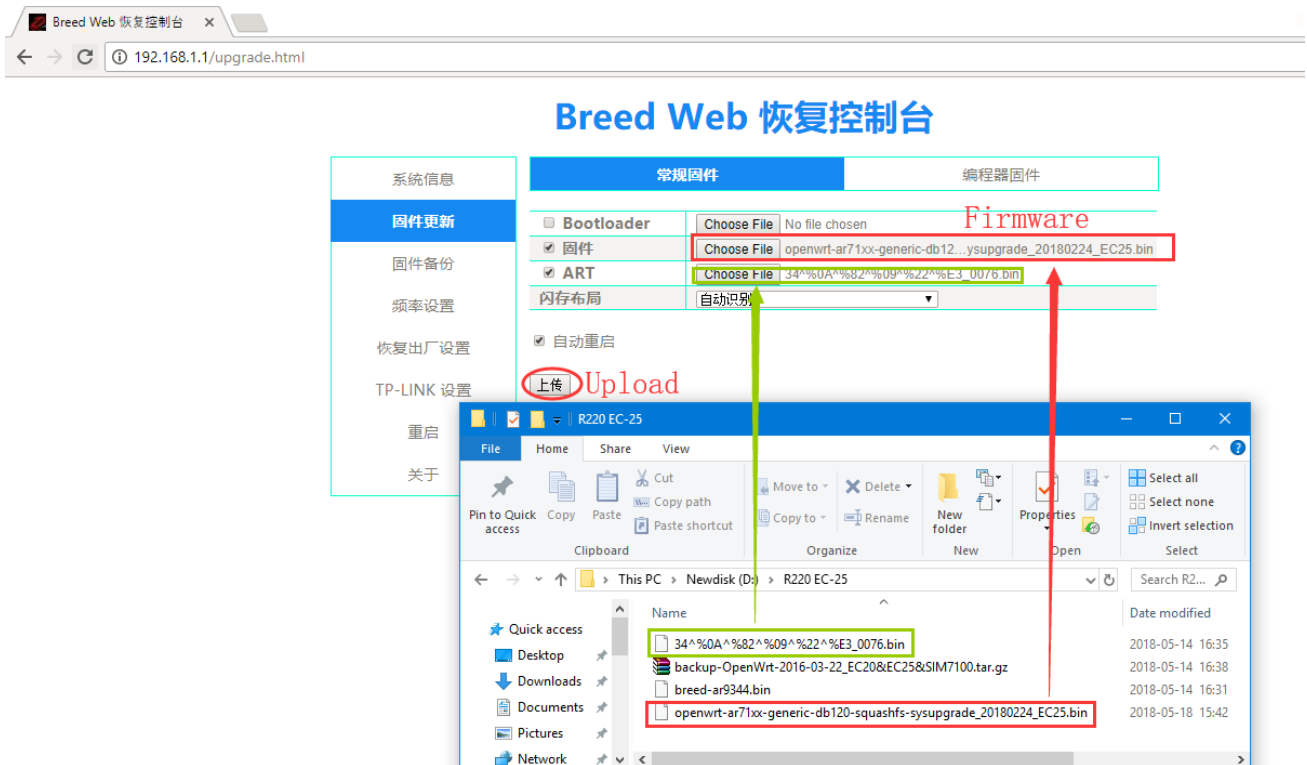 Breed Web 恢复控制台
192.168.1.1/upgrade.html
Breed Web 恢复控制台
系统信息
固件更新
固件备份
频率设置
恢复出厂设置
TP-LINK 设置
重启
关于
常规固件 编程器固件
Firmware
Bootloader Choose File No file chosen
固件 Choose File openwrt-ar71xx-generic-db12...ysupgrade_20180224_EC25.bin
ART Choose File 34^%0A^%82^%09^%22^%E3_0076.bin
闪存布局 自动识别
自动重启
上传 Upload
R220 EC-25
File Home Share View
Pin to Quick access
Copy
Paste
Cut
Copy path
Paste shortcut
Clipboard
Move to
Copy to
Delete
Rename
Organize
New folder
New
Properties
Open
Select all
Select none
Invert selection
Select
This PC > Newdisk (D:) > R220 EC-25
Search R2...
Quick access
Desktop
Downloads
Documents
Pictures
Network
Name Date modified
34^%0A^%82^%09^%22^%E3_0076.bin 2018-05-14 16:35
backup-OpenWrt-2016-03-22_EC20&EC25&SIM7100.tar.gz 2018-05-14 16:38
breed-ar9344.bin 2018-05-14 16:31
openwrt-ar71xx-generic-db120-squashfs-sysupgrade_20180224_EC25.bin 2018-05-18 15:42